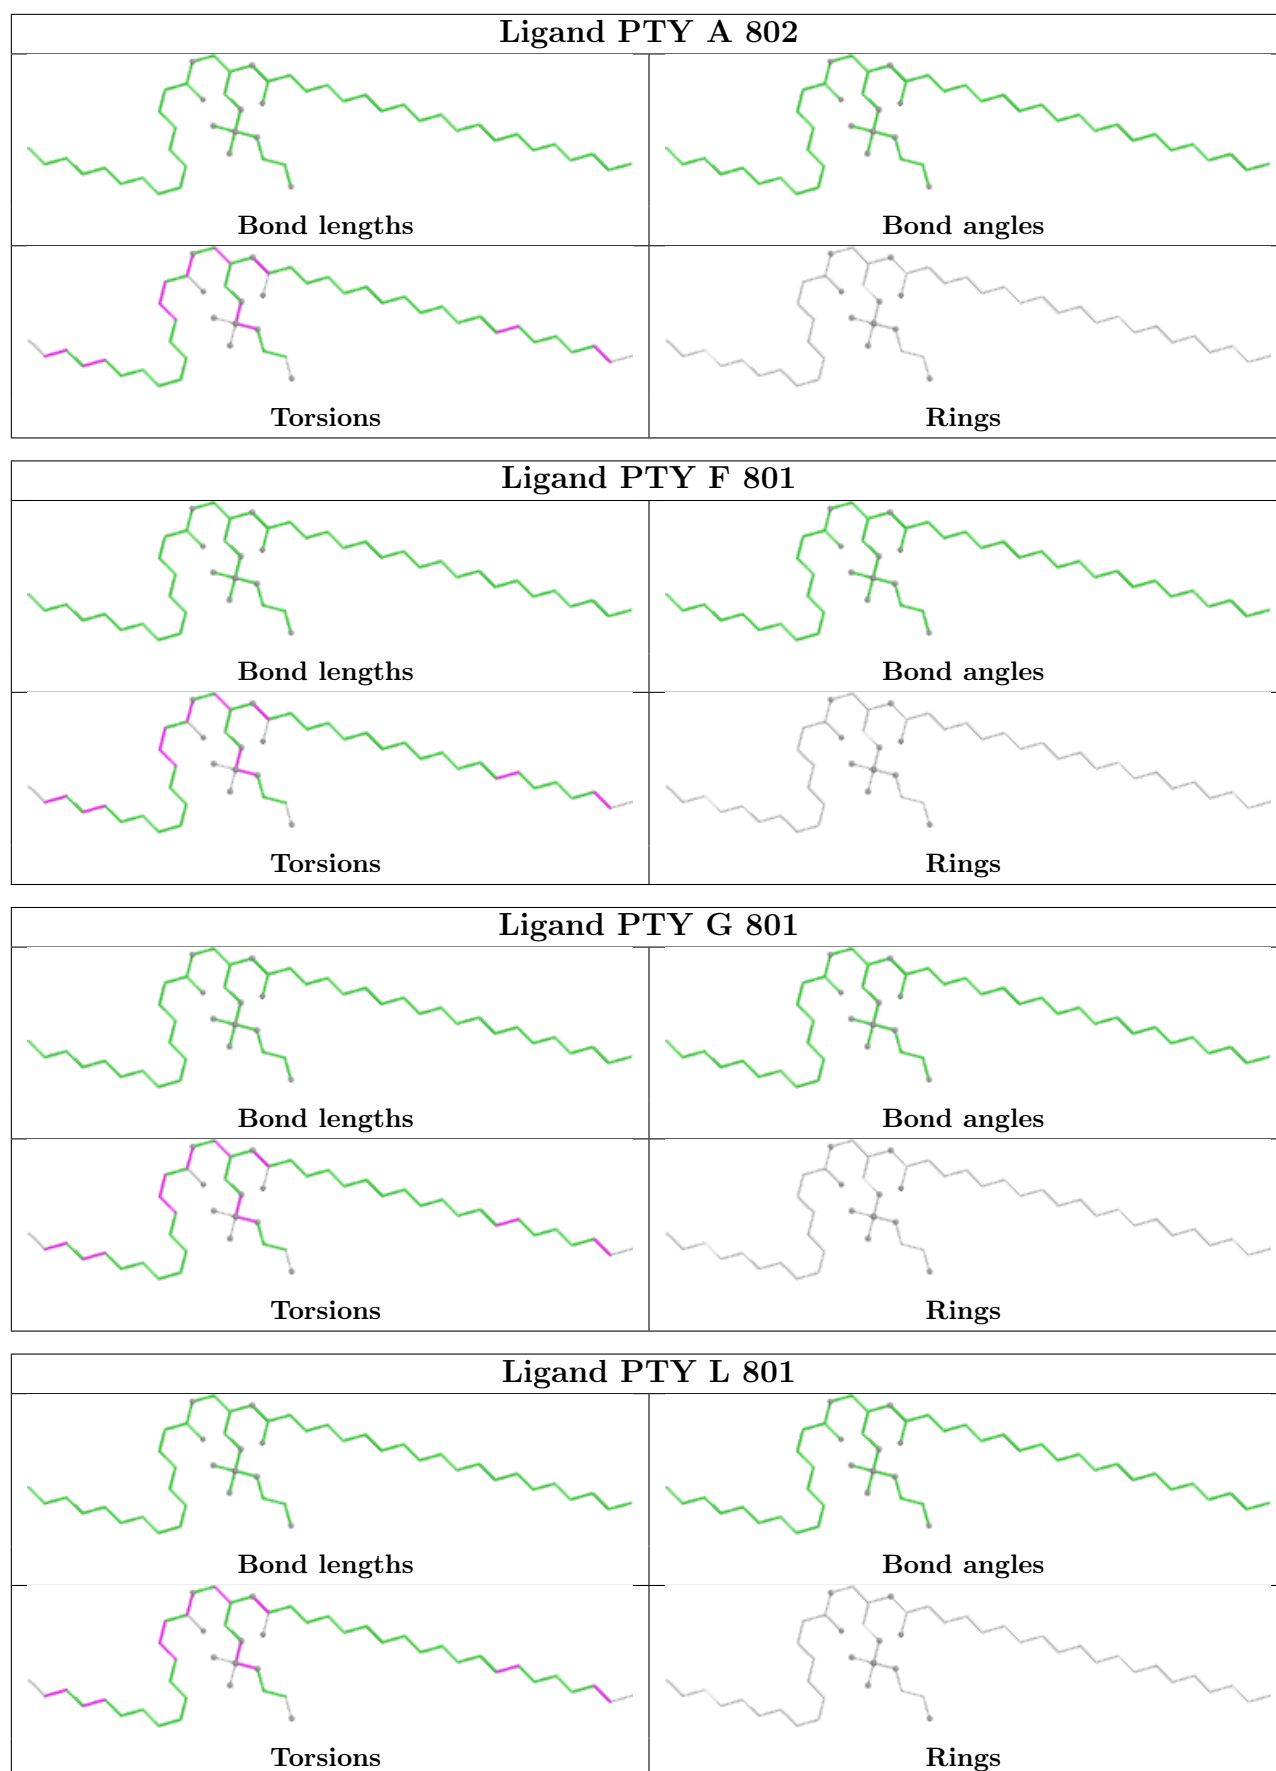 Ligand PTY A 802
Bond lengths
Bond angles
Torsions
Rings
Ligand PTY F 801
Bond lengths
Bond angles
Torsions
Rings
Ligand PTY G 801
Bond lengths
Bond angles
Torsions
Rings
Ligand PTY L 801
Bond lengths
Bond angles
Torsions
Rings